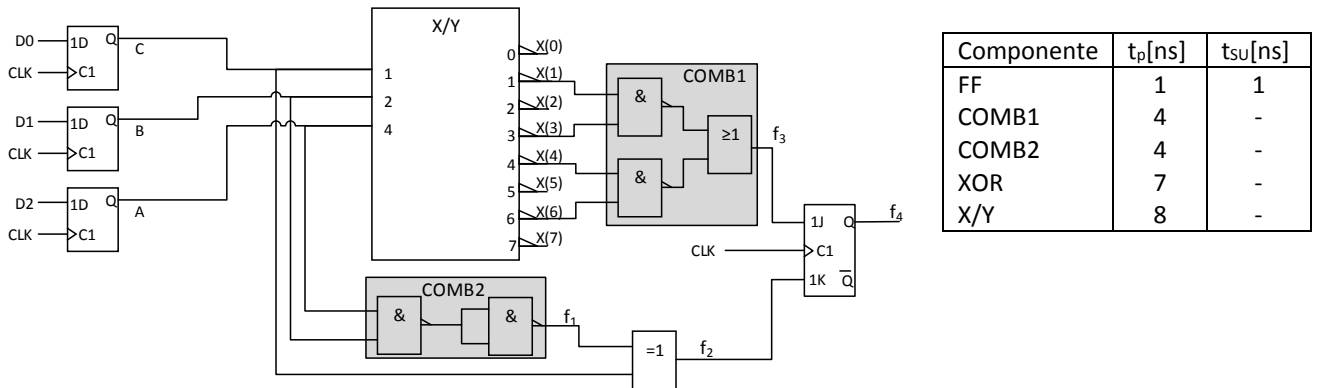 X/Y
D0 1D Q C
CLK C1
D1 1D Q B
CLK C1
D2 1D Q A
CLK C1
1
2
4
0 X(0)
1 X(1)
2 X(2)
3 X(3)
4 X(4)
5 X(5)
6 X(6)
7 X(7)
COMB1
&
&
≥1
f3
1J Q f4
CLK C1
1K Q̅
COMB2
& & f1
=1 f2
Componente tp[ns] tSU[ns]
FF 1 1
COMB1 4 -
COMB2 4 -
XOR 7 -
X/Y 8 -